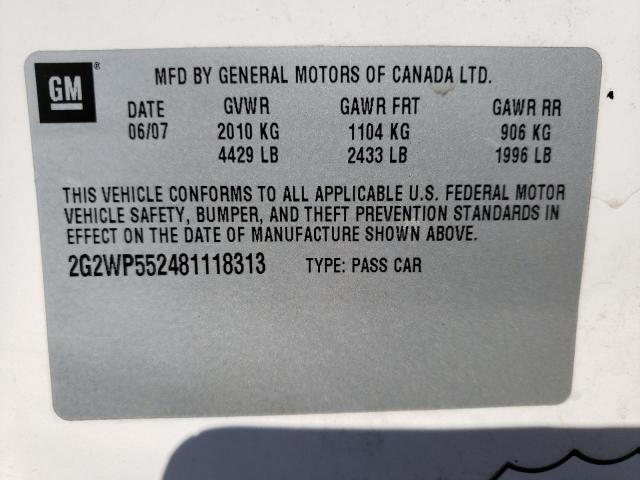 GM®
MFD BY GENERAL MOTORS OF CANADA LTD.
DATE GVWR GAWR FRT GAWR RR
06/07 2010 KG 1104 KG 906 KG
4429 LB 2433 LB 1996 LB
THIS VEHICLE CONFORMS TO ALL APPLICABLE U.S. FEDERAL MOTOR
VEHICLE SAFETY, BUMPER, AND THEFT PREVENTION STANDARDS IN
EFFECT ON THE DATE OF MANUFACTURE SHOWN ABOVE.
2G2WP552481118313 TYPE: PASS CAR